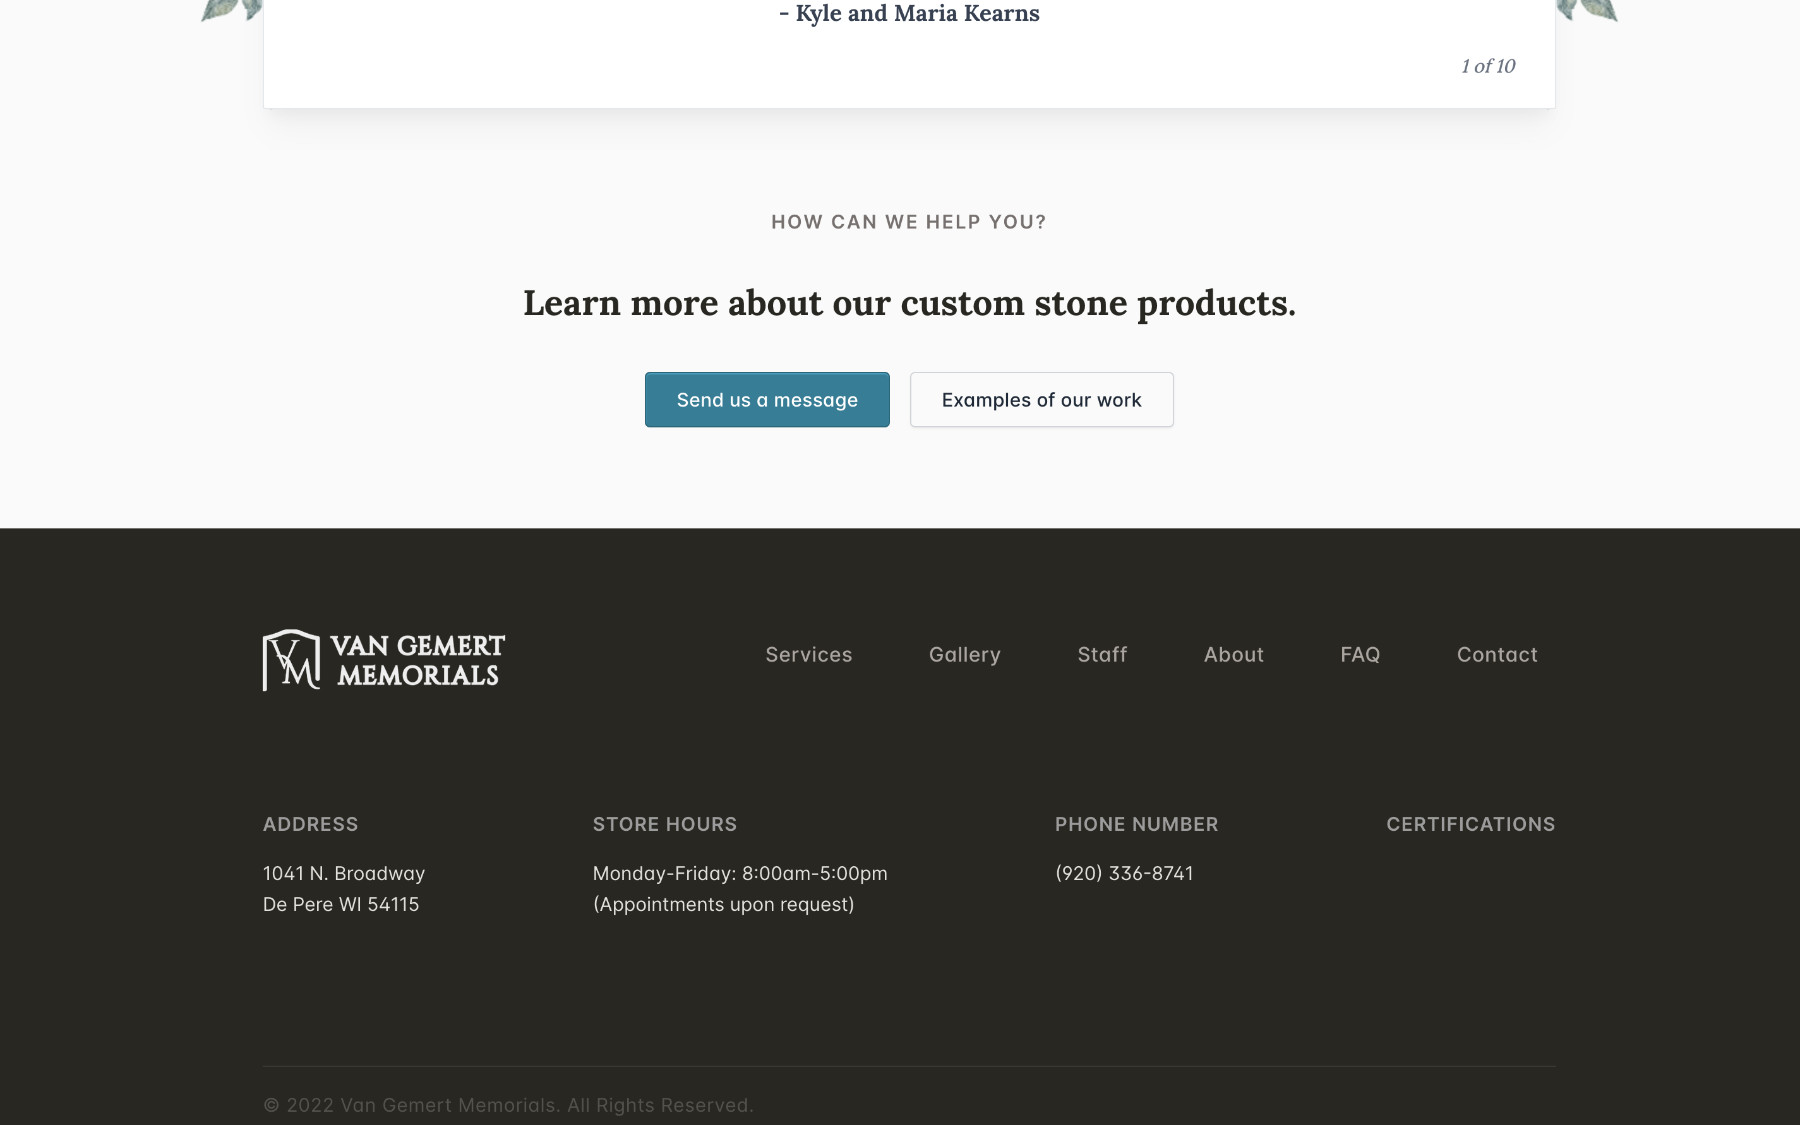 - Kyle and Maria Kearns
1 of 10
HOW CAN WE HELP YOU?
Learn more about our custom stone products.
Send us a message
Examples of our work
VM
VAN GEMERT
MEMORIALS
Services
Gallery
Staff
About
FAQ
Contact
ADDRESS
1041 N. Broadway
De Pere WI 54115
STORE HOURS
Monday-Friday: 8:00am-5:00pm
(Appointments upon request)
PHONE NUMBER
(920) 336-8741
CERTIFICATIONS
© 2022 Van Gemert Memorials. All Rights Reserved.